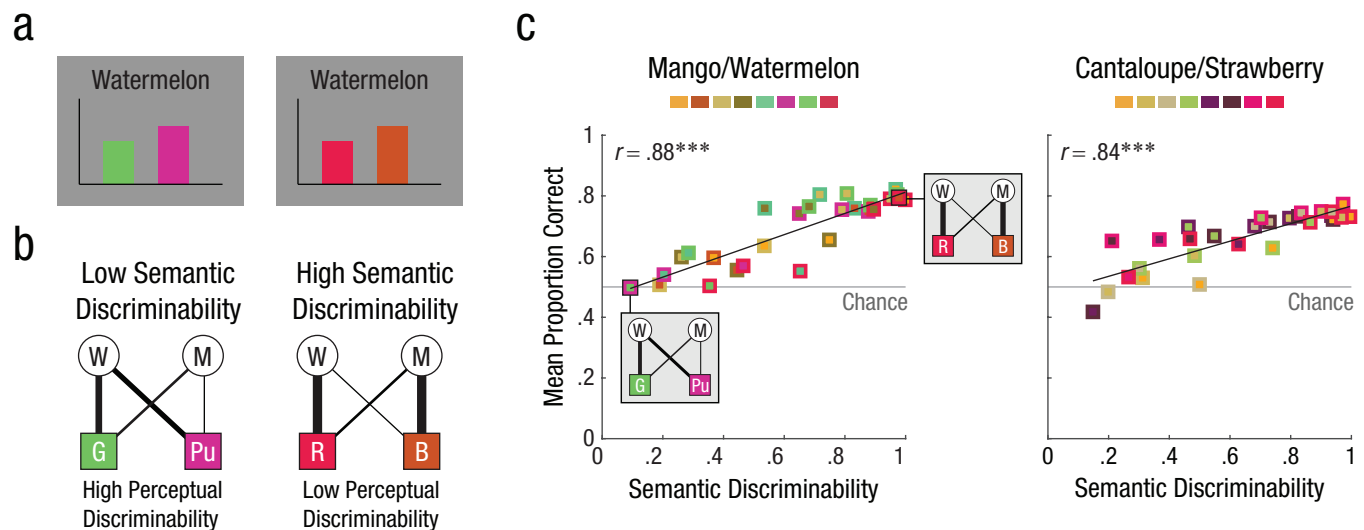 a
Watermelon
Watermelon
b
Low Semantic
Discriminability
High Semantic
Discriminability
W M
W M
G Pu
R B
High Perceptual
Discriminability
Low Perceptual
Discriminability
c
Mango/Watermelon
Cantaloupe/Strawberry
Mean Proportion Correct
1
.8
.6
.4
.2
0
r = .88***
W M
R B
Chance
W M
G Pu
0 .2 .4 .6 .8 1
Semantic Discriminability
r = .84***
Chance
0 .2 .4 .6 .8 1
Semantic Discriminability